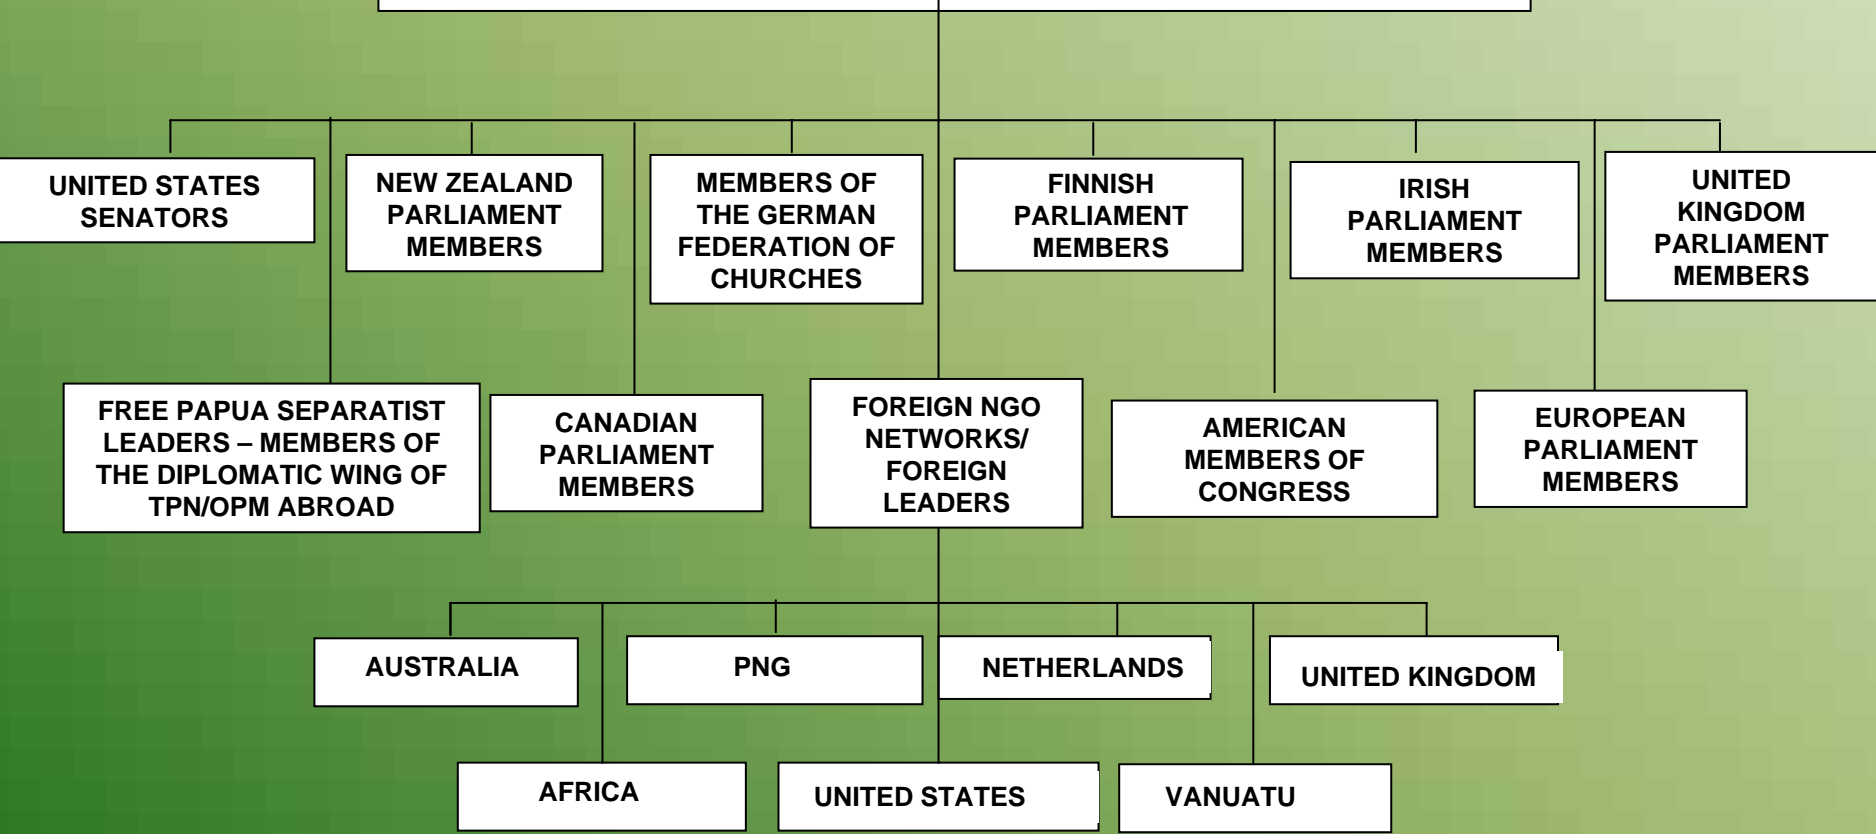 UNITED STATES
SENATORS
NEW ZEALAND
PARLIAMENT
MEMBERS
MEMBERS OF
THE GERMAN
FEDERATION OF
CHURCHES
FINNISH
PARLIAMENT
MEMBERS
IRISH
PARLIAMENT
MEMBERS
UNITED
KINGDOM
PARLIAMENT
MEMBERS
FREE PAPUA SEPARATIST
LEADERS – MEMBERS OF
THE DIPLOMATIC WING OF
TPN/OPM ABROAD
CANADIAN
PARLIAMENT
MEMBERS
FOREIGN NGO
NETWORKS/
FOREIGN
LEADERS
AMERICAN
MEMBERS OF
CONGRESS
EUROPEAN
PARLIAMENT
MEMBERS
AUSTRALIA
PNG
NETHERLANDS
UNITED KINGDOM
AFRICA
UNITED STATES
VANUATU